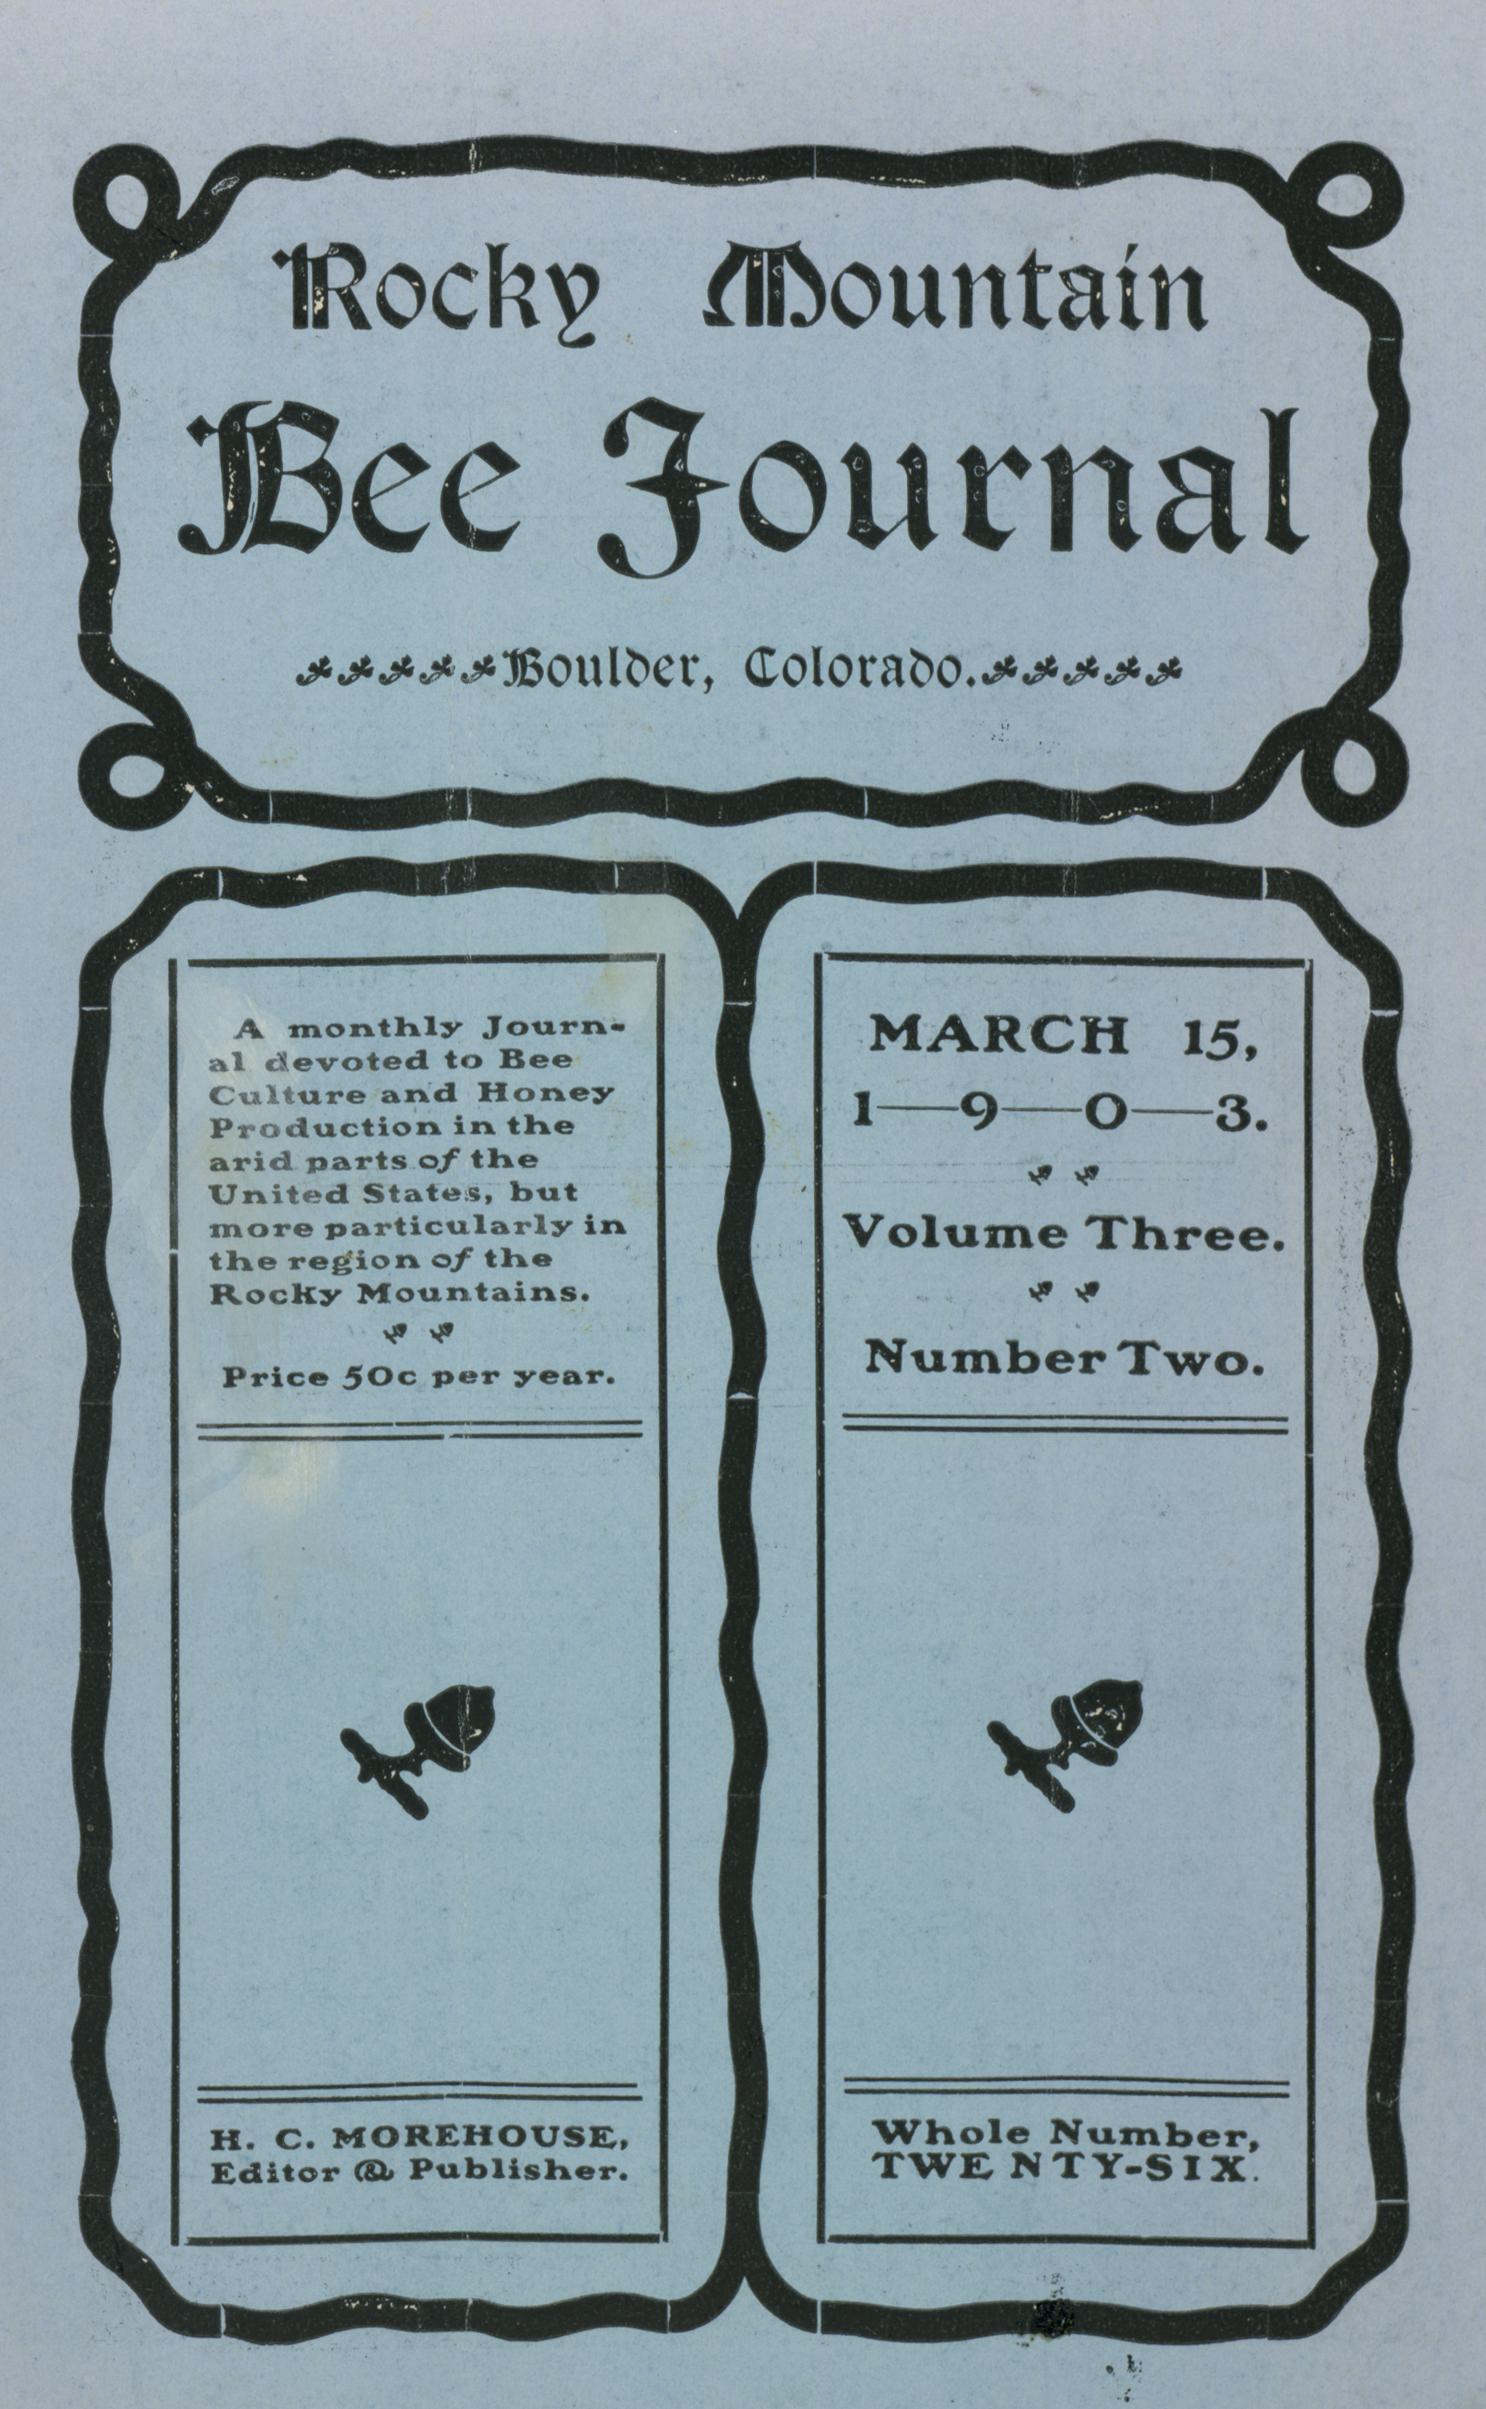 Rocky Mountain
Bee Journal
Boulder, Colorado.
A monthly Journ-
al devoted to Bee
Culture and Honey
Production in the
arid parts of the
United States, but
more particularly in
the region of the
Rocky Mountains.
Price 50c per year.
H. C. MOREHOUSE,
Editor & Publisher.
MARCH 15,
1—9—0—3.
Volume Three.
Number Two.
Whole Number,
TWENTY-SIX.